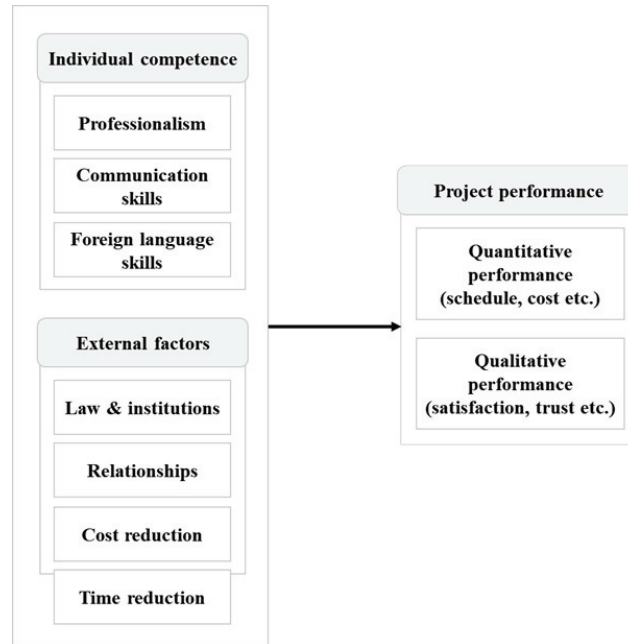 Individual competence
Professionalism
Communication
skills
Foreign language
skills
External factors
Law & institutions
Relationships
Cost reduction
Time reduction
Project performance
Quantitative
performance
(schedule, cost etc.)
Qualitative
performance
(satisfaction, trust etc.)